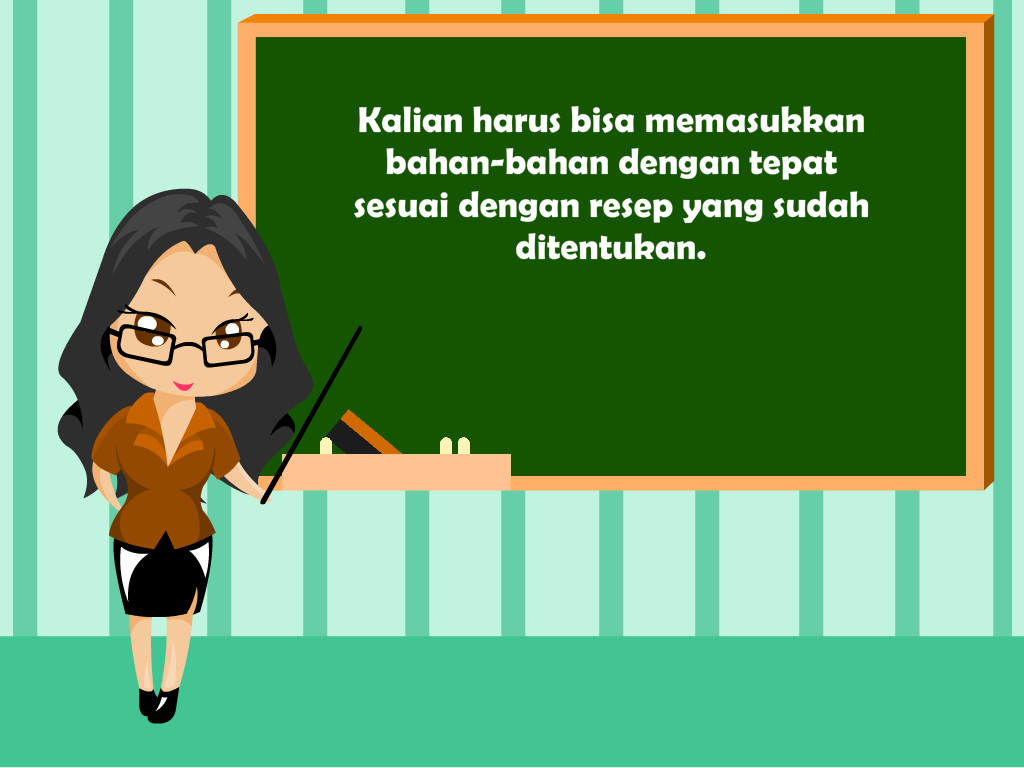 Kalian harus bisa memasukkan
bahan-bahan dengan tepat
sesuai dengan resep yang sudah
ditentukan.